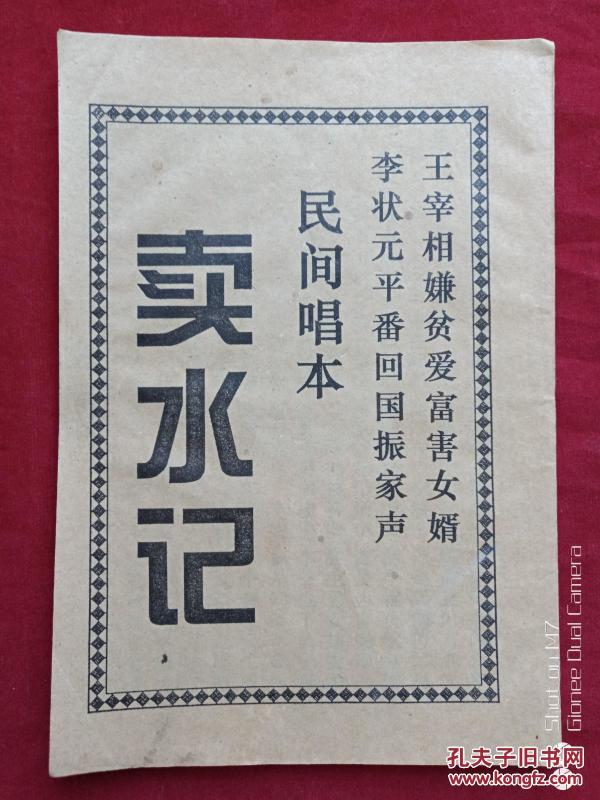 王宰相嫌贫爱富害女婿
李状元平番回国振家声
民间唱本
卖水记
Shot on M7
Gionee Dual Camera
孔夫子旧书网
www.kongfz.com